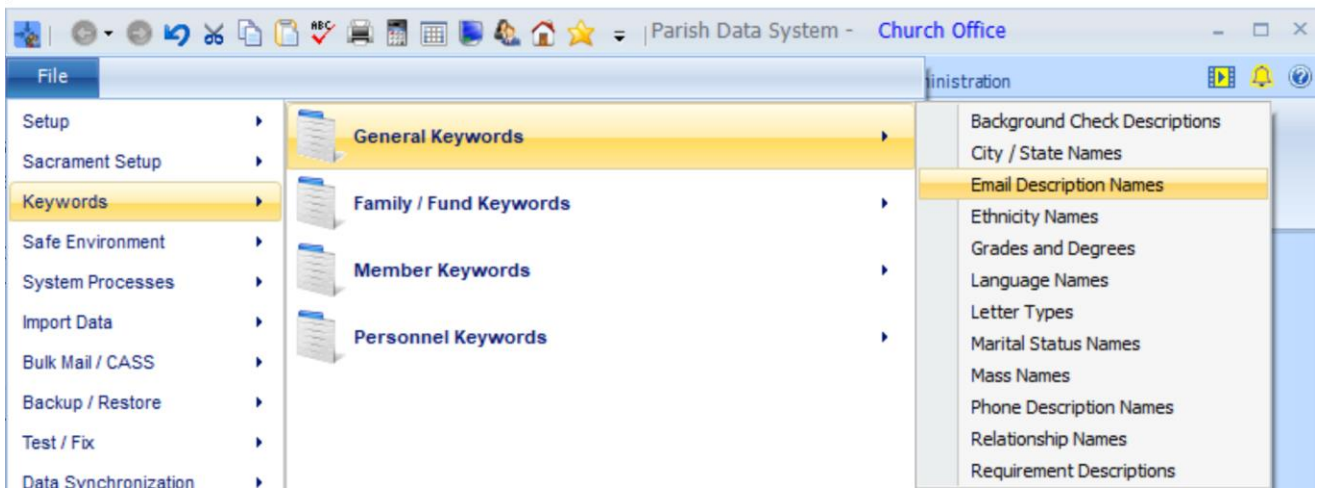 ABC
Parish Data System - Church Office
File
inistration
Setup
Sacrament Setup
Keywords
Safe Environment
System Processes
Import Data
Bulk Mail / CASS
Backup / Restore
Test / Fix
Data Synchronization
General Keywords
Family / Fund Keywords
Member Keywords
Personnel Keywords
Background Check Descriptions
City / State Names
Email Description Names
Ethnicity Names
Grades and Degrees
Language Names
Letter Types
Marital Status Names
Mass Names
Phone Description Names
Relationship Names
Requirement Descriptions